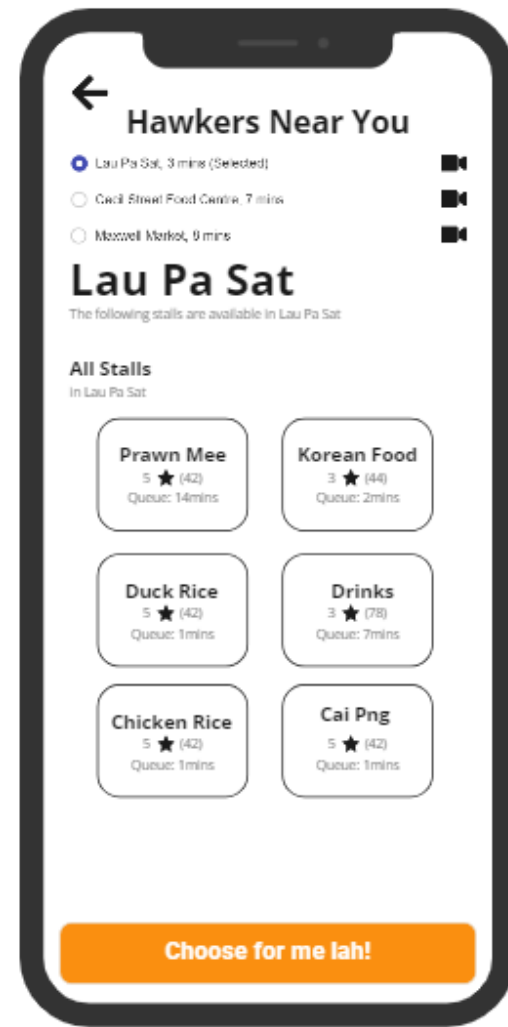 Hawkers Near You
Lau Pa Sat, 3 mins (Selected)
Cecil Street Food Centre, 7 mins
Maxwell Market, 8 mins
Lau Pa Sat
The following stalls are available in Lau Pa Sat
All Stalls
in Lau Pa Sat
Prawn Mee
5 ★ (42)
Queue: 14mins
Korean Food
3 ★ (44)
Queue: 2mins
Duck Rice
5 ★ (42)
Queue: 1mins
Drinks
3 ★ (78)
Queue: 7mins
Chicken Rice
5 ★ (42)
Queue: 1mins
Cai Png
5 ★ (42)
Queue: 1mins
Choose for me lah!